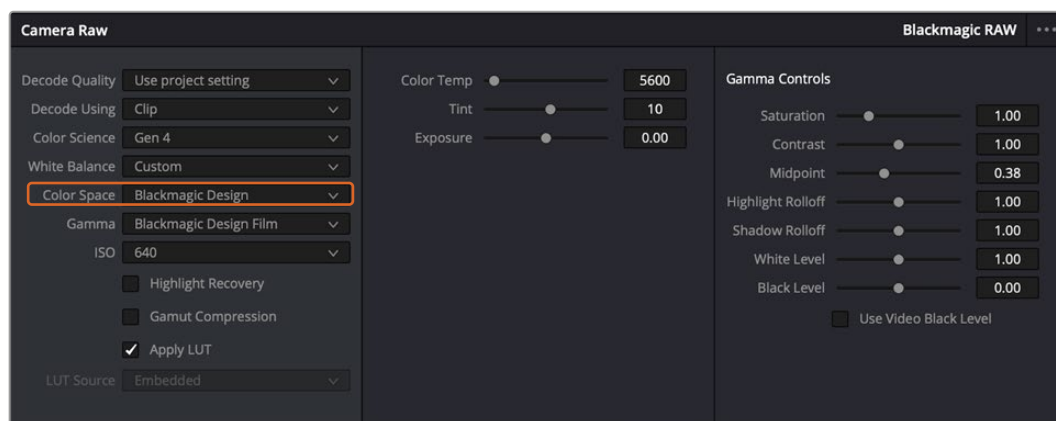 Camera Raw
Blackmagic RAW
Decode Quality Use project setting
Decode Using Clip
Color Science Gen 4
White Balance Custom
Color Space Blackmagic Design
Gamma Blackmagic Design Film
ISO 640
Highlight Recovery
Gamut Compression
Apply LUT
LUT Source Embedded
Color Temp 5600
Tint 10
Exposure 0.00
Gamma Controls
Saturation 1.00
Contrast 1.00
Midpoint 0.38
Highlight Rolloff 1.00
Shadow Rolloff 1.00
White Level 1.00
Black Level 0.00
Use Video Black Level